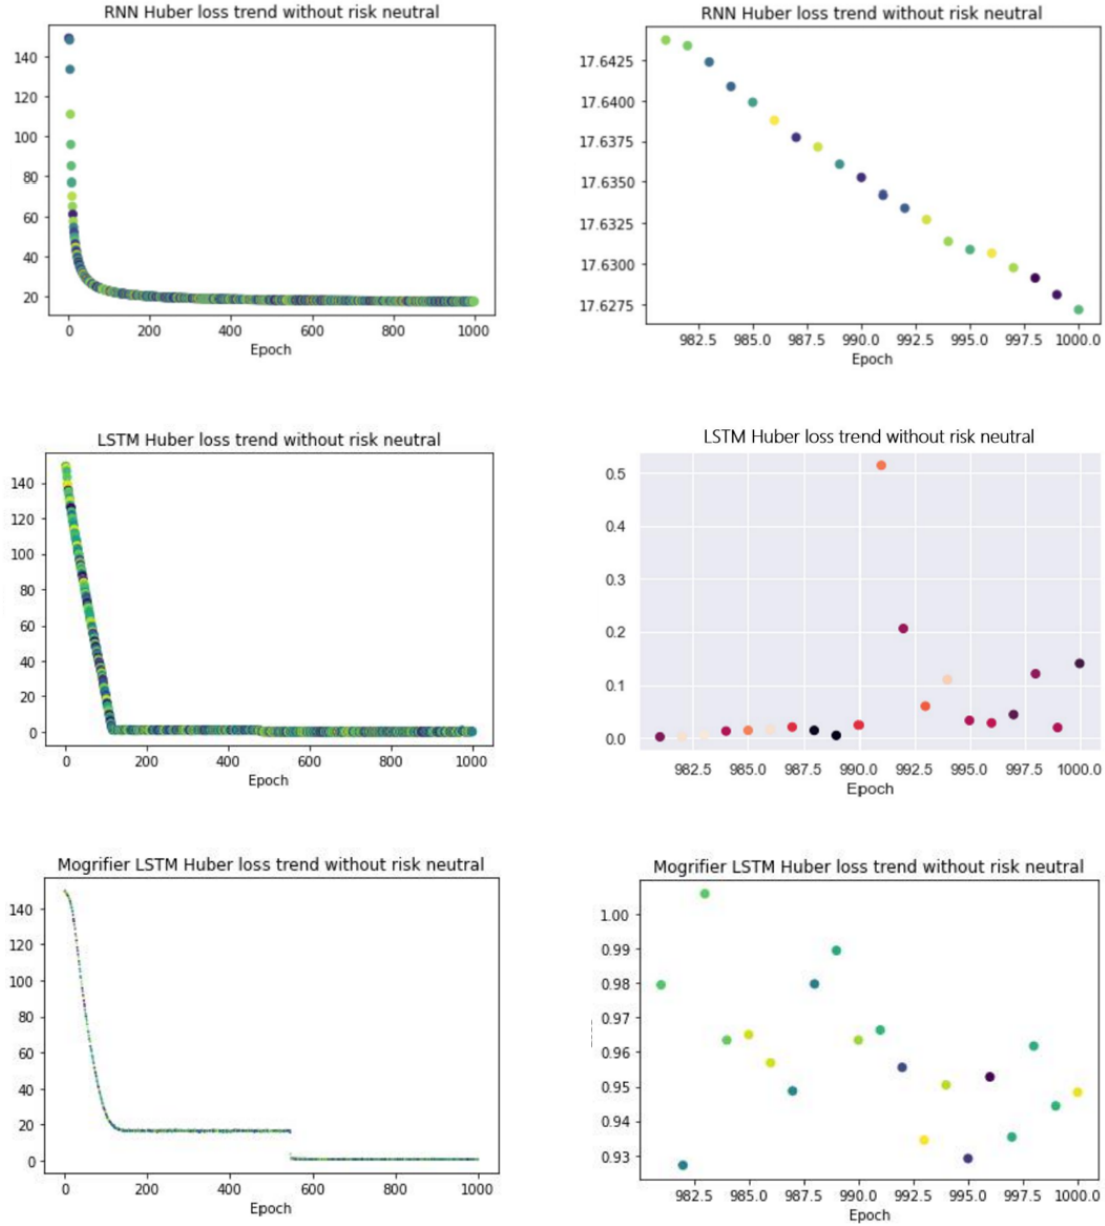 RNN Huber loss trend without risk neutral
140
120
100
80
60
40
20
0 200 400 600 800 1000
Epoch
RNN Huber loss trend without risk neutral
17.6425
17.6400
17.6375
17.6350
17.6325
17.6300
17.6275
982.5 985.0 987.5 990.0 992.5 995.0 997.5 1000.0
Epoch
LSTM Huber loss trend without risk neutral
140
120
100
80
60
40
20
0
0 200 400 600 800 1000
Epoch
LSTM Huber loss trend without risk neutral
0.5
0.4
0.3
0.2
0.1
0.0
982.5 985.0 987.5 990.0 992.5 995.0 997.5 1000.0
Epoch
Mogrifier LSTM Huber loss trend without risk neutral
140
120
100
80
60
40
20
0
0 200 400 600 800 1000
Epoch
Mogrifier LSTM Huber loss trend without risk neutral
1.00
0.99
0.98
0.97
0.96
0.95
0.94
0.93
982.5 985.0 987.5 990.0 992.5 995.0 997.5 1000.0
Epoch